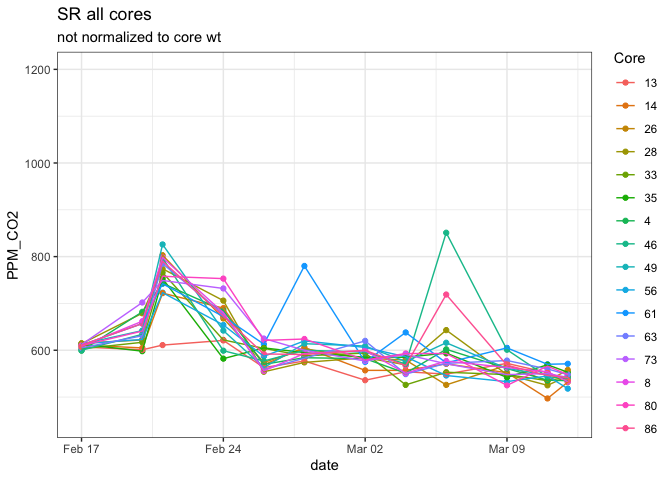 SR all cores
not normalized to core wt
1200
1000
800
600
PPM_CO2
Feb 17
Feb 24
Mar 02
Mar 09
date
Core
13
14
26
28
33
35
4
46
49
56
61
63
73
8
80
86